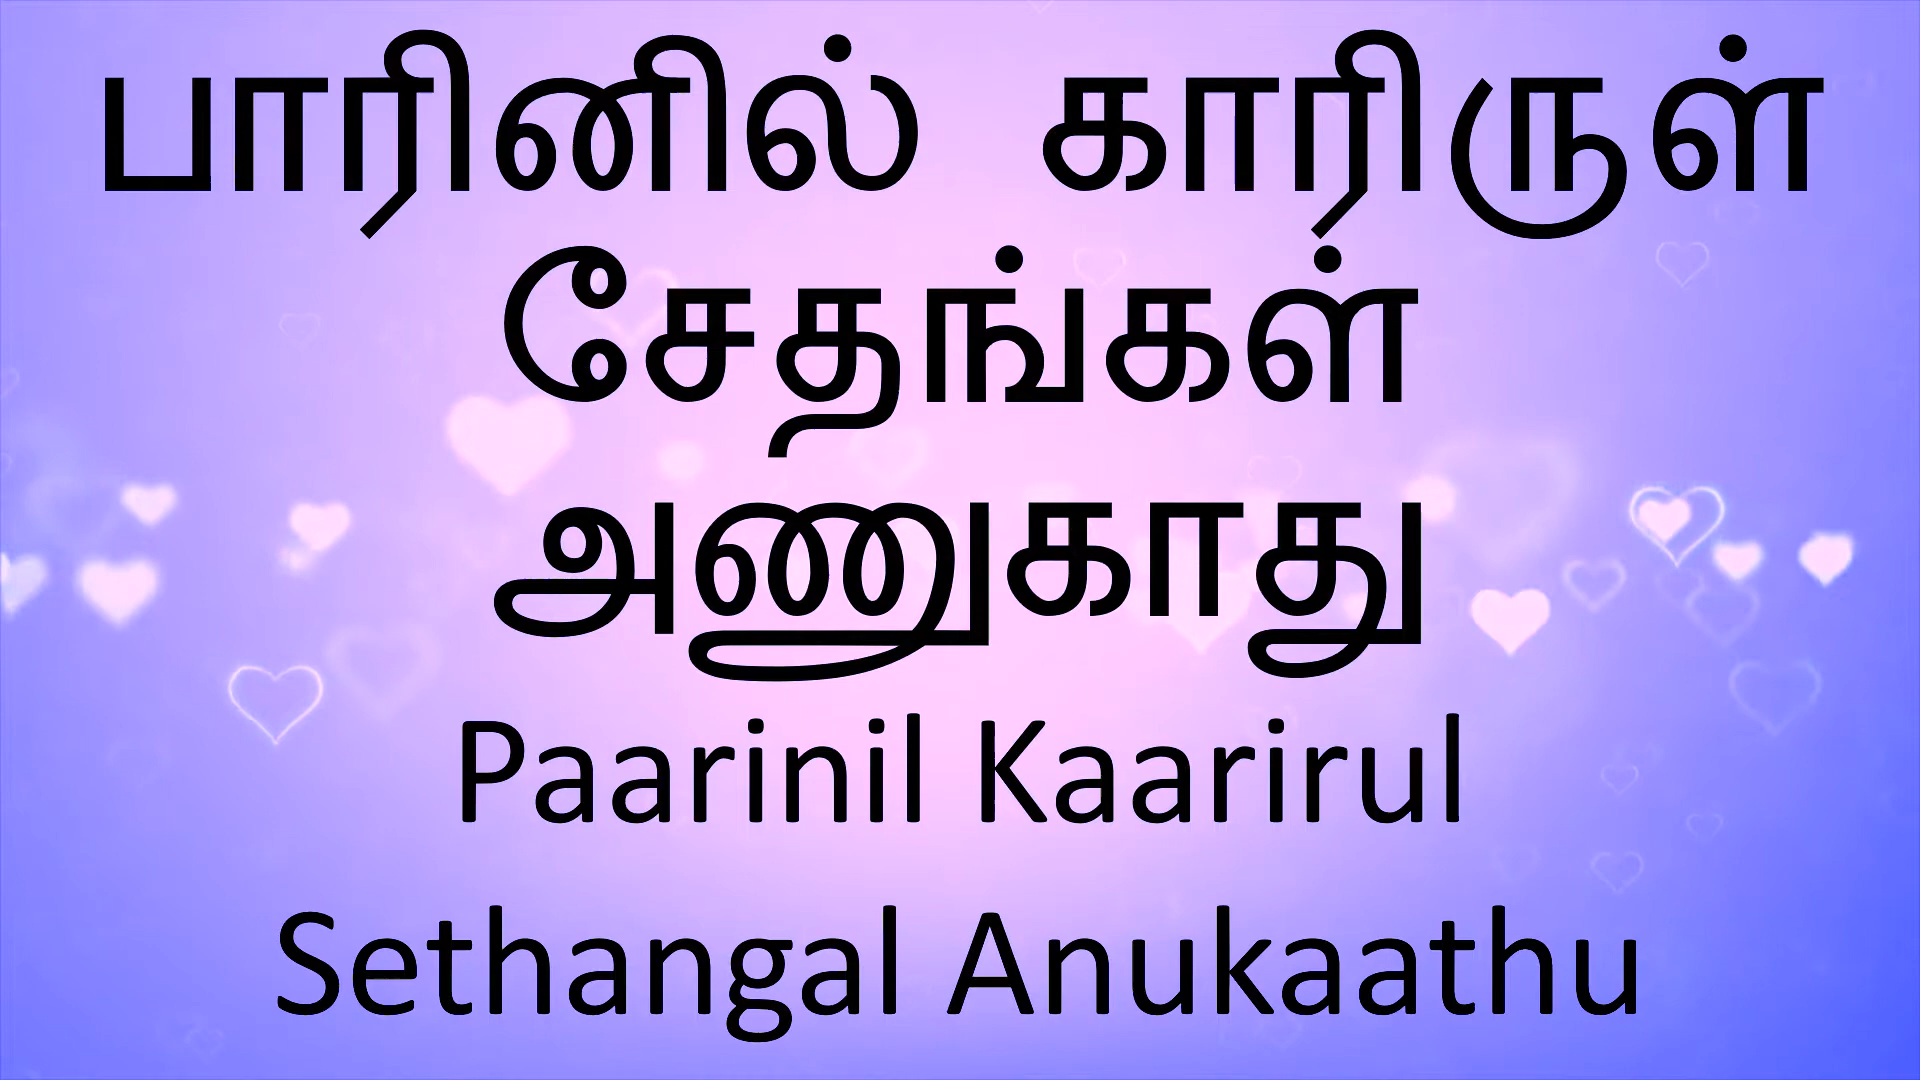 பாரினில் காரிருள்
சேதங்கள்
அணுகாது
Paarinil Kaarirul
Sethangal Anukaathu